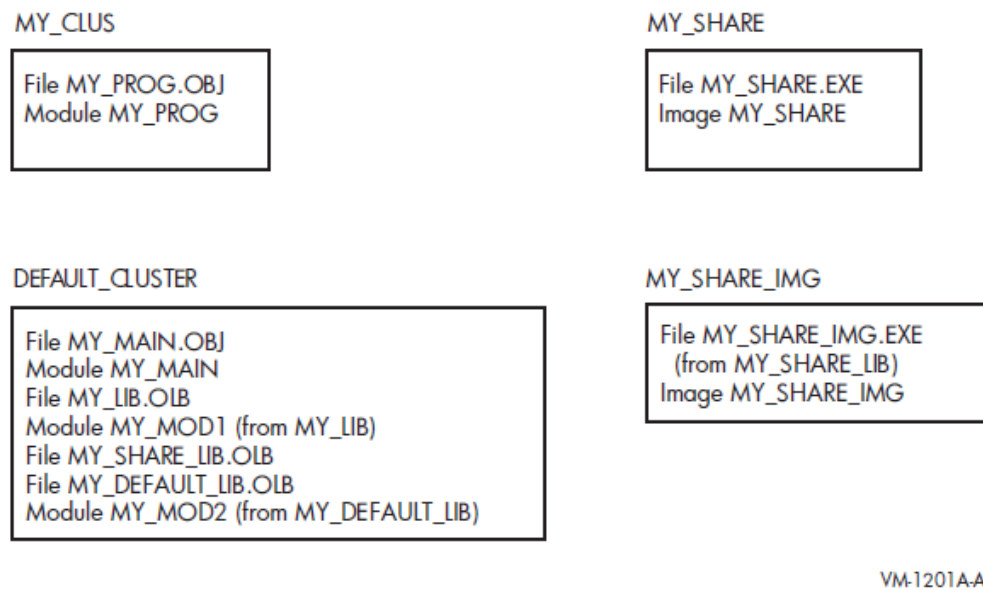 MY_CLUS
File MY_PROG.OBJ
Module MY_PROG
MY_SHARE
File MY_SHARE.EXE
Image MY_SHARE
DEFAULT_CLUSTER
File MY_MAIN.OBJ
Module MY_MAIN
File MY_LIB.OLB
Module MY_MOD1 (from MY_LIB)
File MY_SHARE_LIB.OLB
File MY_DEFAULT_LIB.OLB
Module MY_MOD2 (from MY_DEFAULT_LIB)
MY_SHARE_IMG
File MY_SHARE_IMG.EXE
(from MY_SHARE_LIB)
Image MY_SHARE_IMG
VM-1201A-A